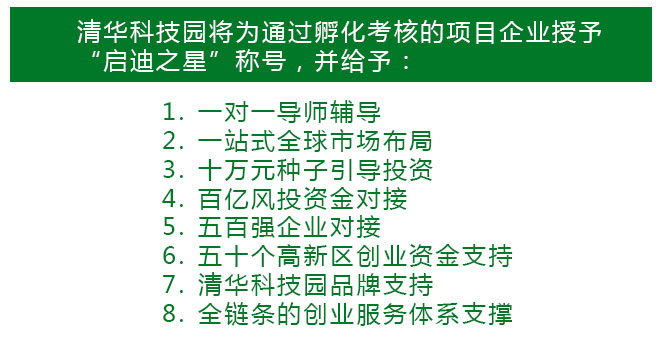 清华科技园将为通过孵化考核的项目企业授予
“启迪之星”称号，并给予：
1. 一对一导师辅导
2. 一站式全球市场布局
3. 十万元种子引导投资
4. 百亿风投资金对接
5. 五百强企业对接
6. 五十个高新区创业资金支持
7. 清华科技园品牌支持
8. 全链条的创业服务体系支撑